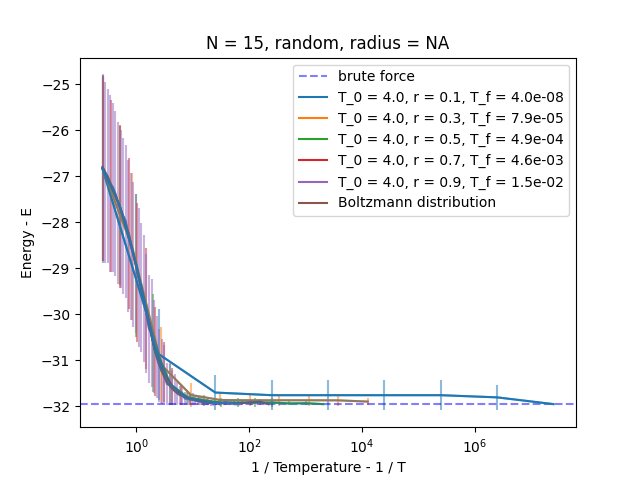 N = 15, random, radius = NA
brute force
T_0 = 4.0, r = 0.1, T_f = 4.0e-08
T_0 = 4.0, r = 0.3, T_f = 7.9e-05
T_0 = 4.0, r = 0.5, T_f = 4.9e-04
T_0 = 4.0, r = 0.7, T_f = 4.6e-03
T_0 = 4.0, r = 0.9, T_f = 1.5e-02
Boltzmann distribution
Energy - E
−25
−26
−27
−28
−29
−30
−31
−32
10^0 10^2 10^4 10^6
1 / Temperature - 1 / T